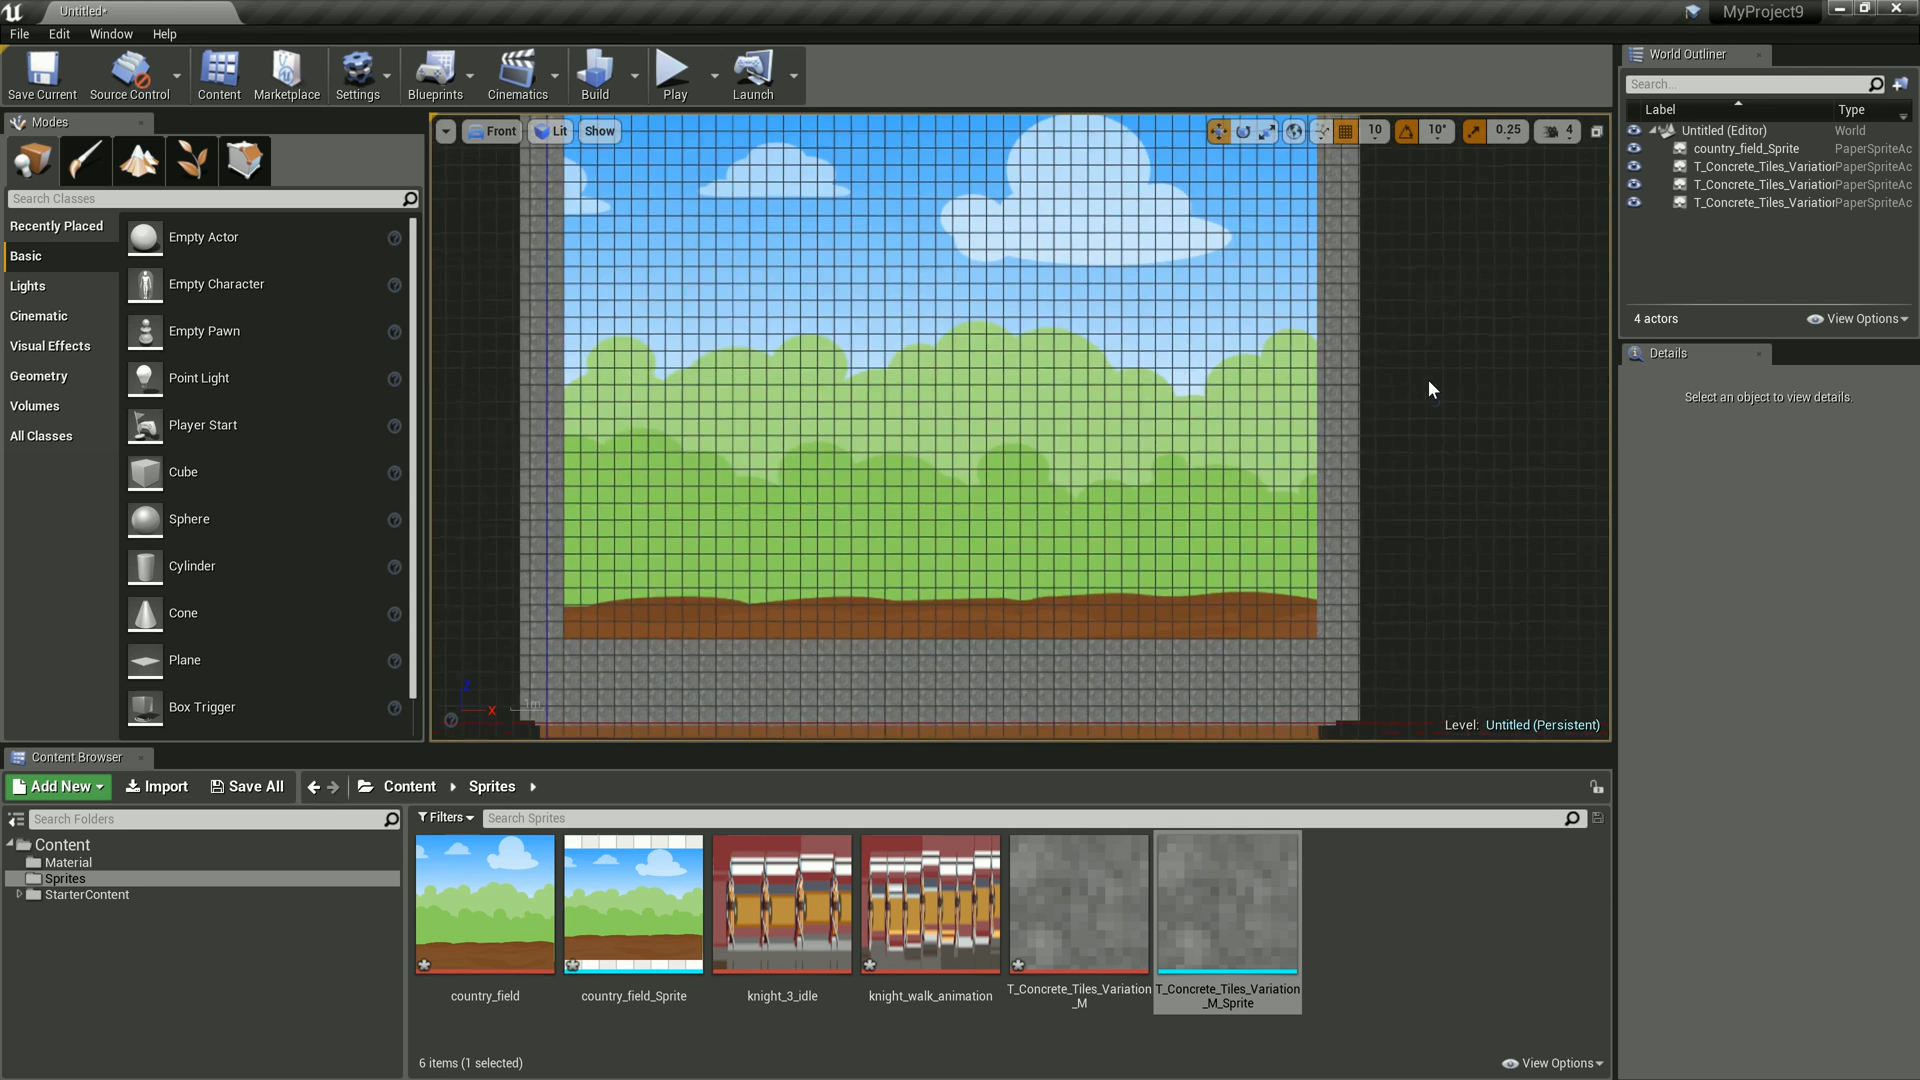 Untitled*
MyProject9
File Edit Window Help
Save Current
Source Control
Content
Marketplace
Settings
Blueprints
Cinematics
Build
Play
Launch
Modes
Search Classes
Recently Placed
Basic
Lights
Cinematic
Visual Effects
Geometry
Volumes
All Classes
Empty Actor
Empty Character
Empty Pawn
Point Light
Player Start
Cube
Sphere
Cylinder
Cone
Plane
Box Trigger
Front
Lit
Show
10
10°
0.25
4
Z
X
1m
Level: Untitled (Persistent)
World Outliner
Search...
Label Type
Untitled (Editor) World
country_field_Sprite PaperSpriteAc
T_Concrete_Tiles_Variation PaperSpriteAc
T_Concrete_Tiles_Variation PaperSpriteAc
T_Concrete_Tiles_Variation PaperSpriteAc
4 actors
View Options
Details
Select an object to view details.
Content Browser
Add New
Import
Save All
Content
Sprites
Search Folders
Content
Material
Sprites
StarterContent
Filters
Search Sprites
country_field
country_field_Sprite
knight_3_idle
knight_walk_animation
T_Concrete_Tiles_Variation
_M
T_Concrete_Tiles_Variation
_M_Sprite
6 items (1 selected)
View Options